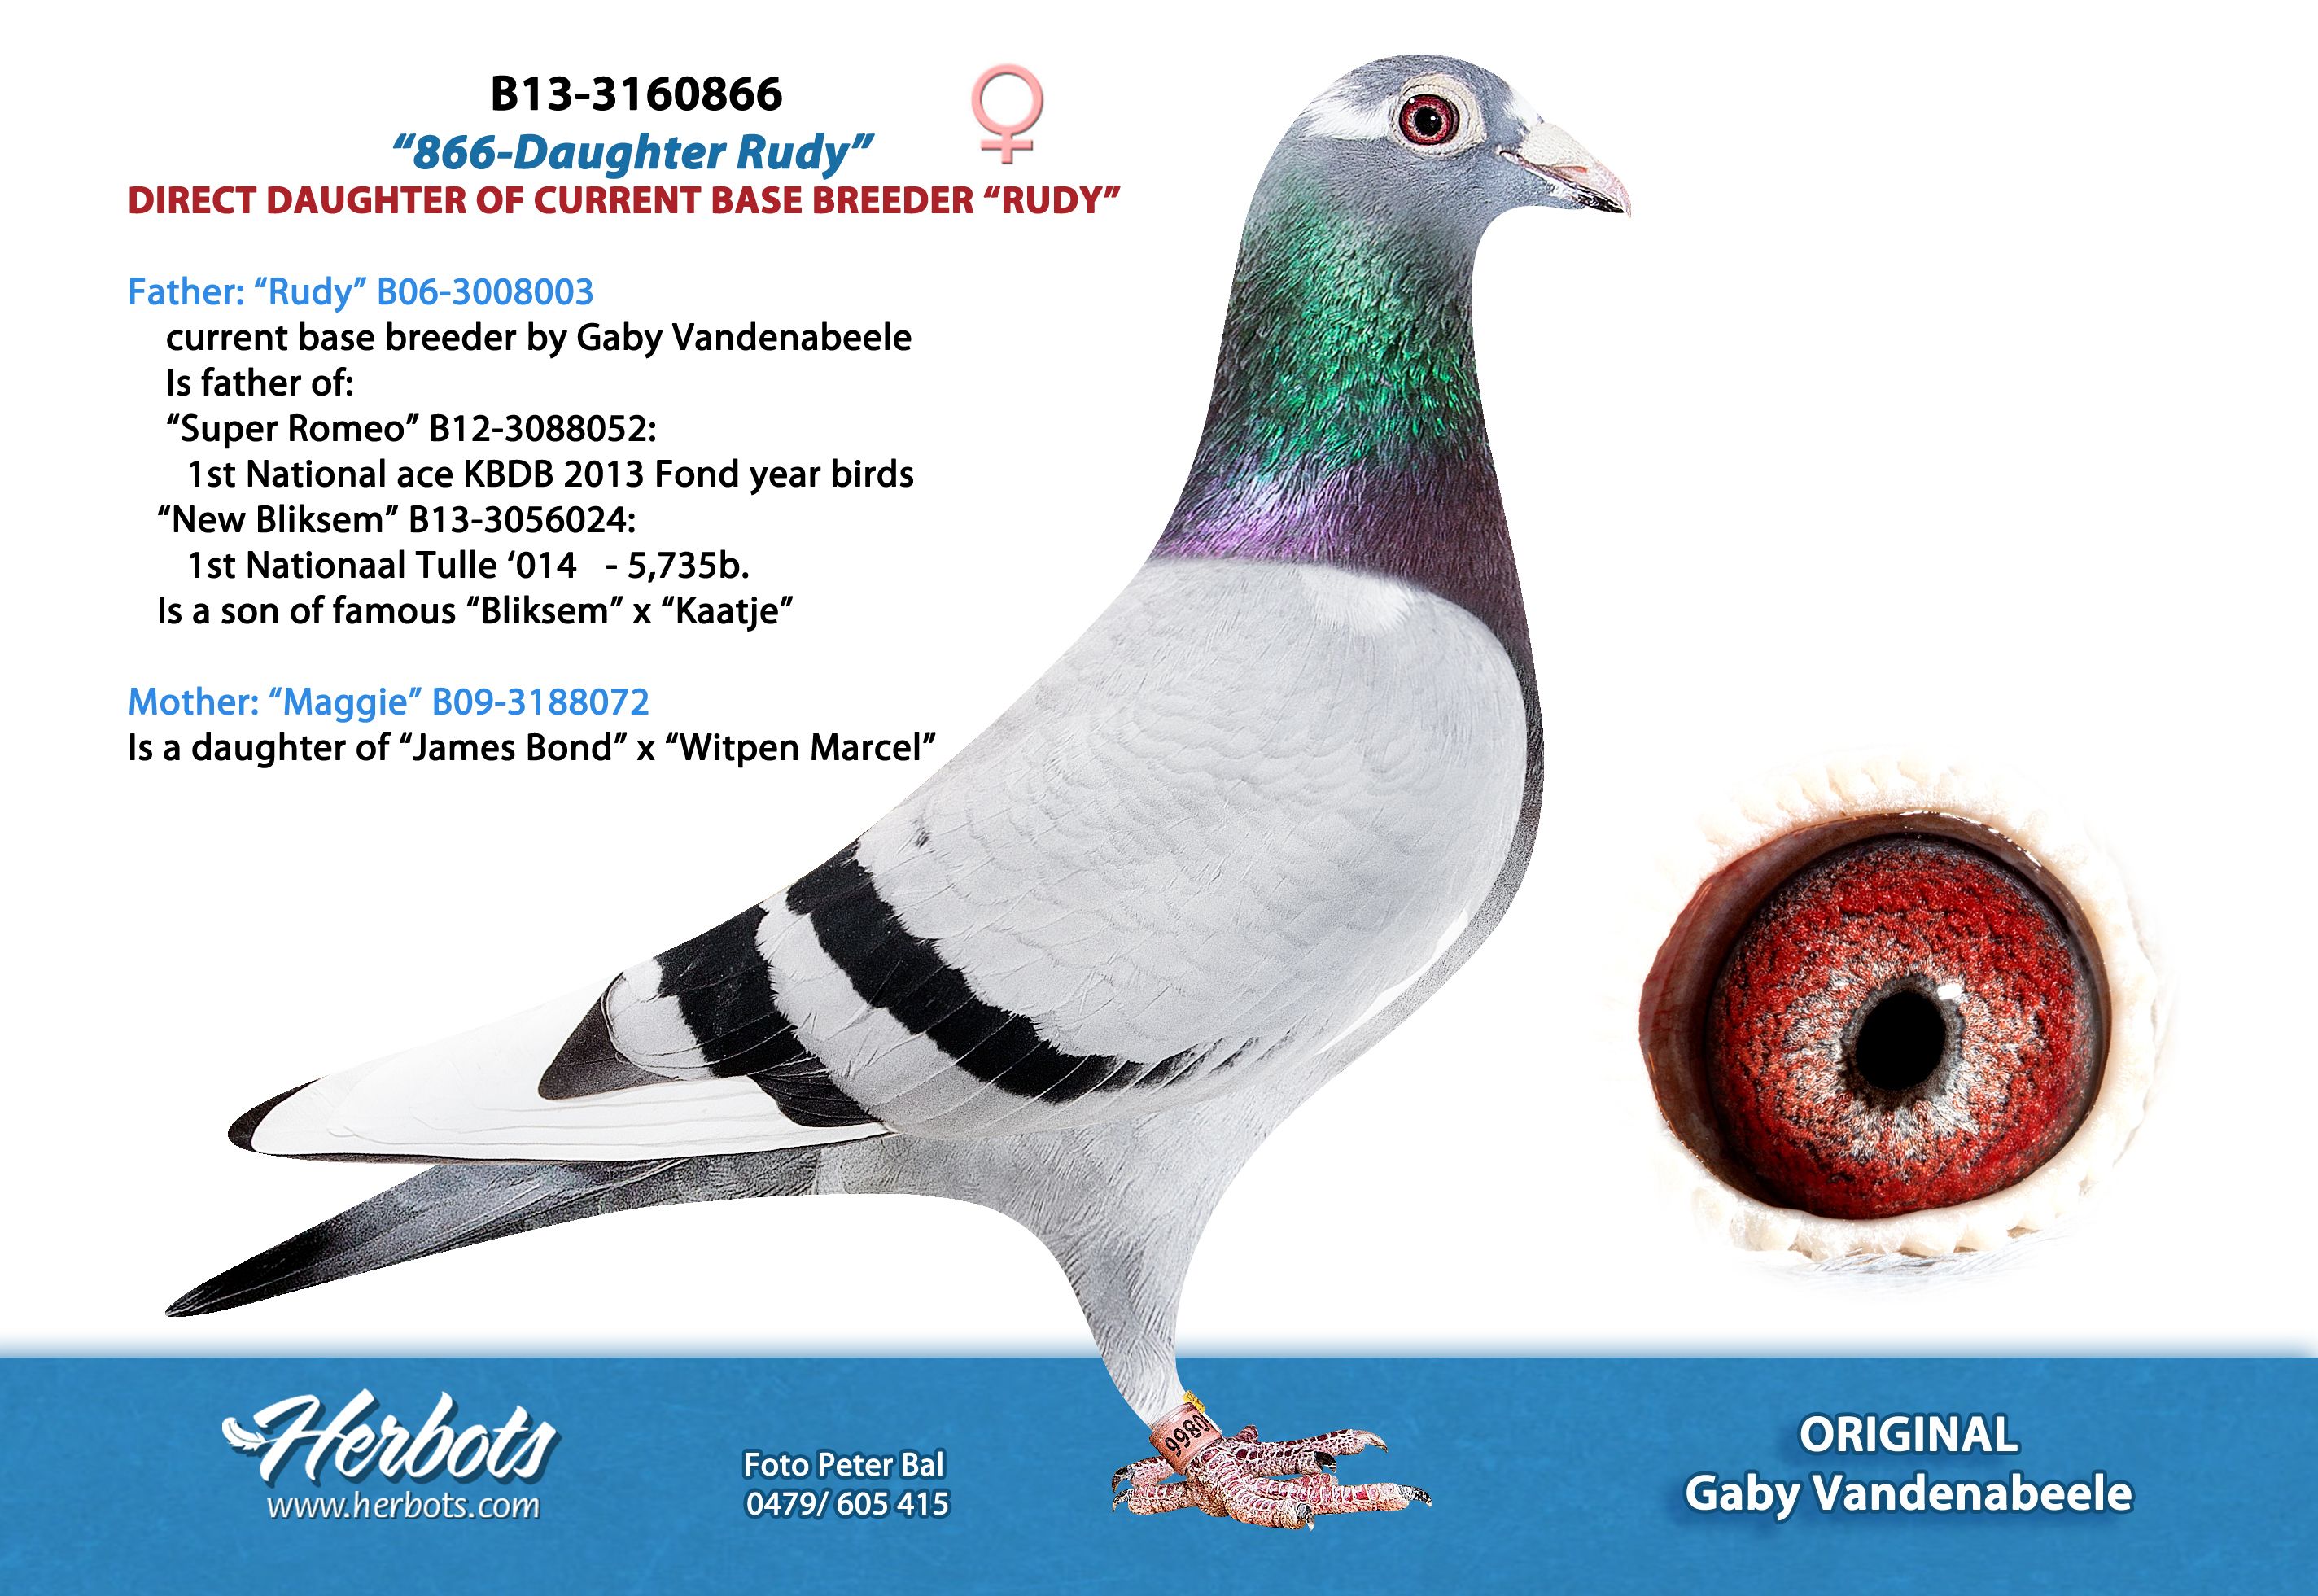 B13-3160866
“866-Daughter Rudy”
DIRECT DAUGHTER OF CURRENT BASE BREEDER “RUDY”
Father: “Rudy” B06-3008003
current base breeder by Gaby Vandenabeele
Is father of:
“Super Romeo” B12-3088052:
1st National ace KBDB 2013 Fond year birds
“New Bliksem” B13-3056024:
1st Nationaal Tulle ‘014 - 5,735b.
Is a son of famous “Bliksem” x “Kaatje”
Mother: “Maggie” B09-3188072
Is a daughter of “James Bond” x “Witpen Marcel”
Herbots
www.herbots.com
Foto Peter Bal
0479/ 605 415
ORIGINAL
Gaby Vandenabeele